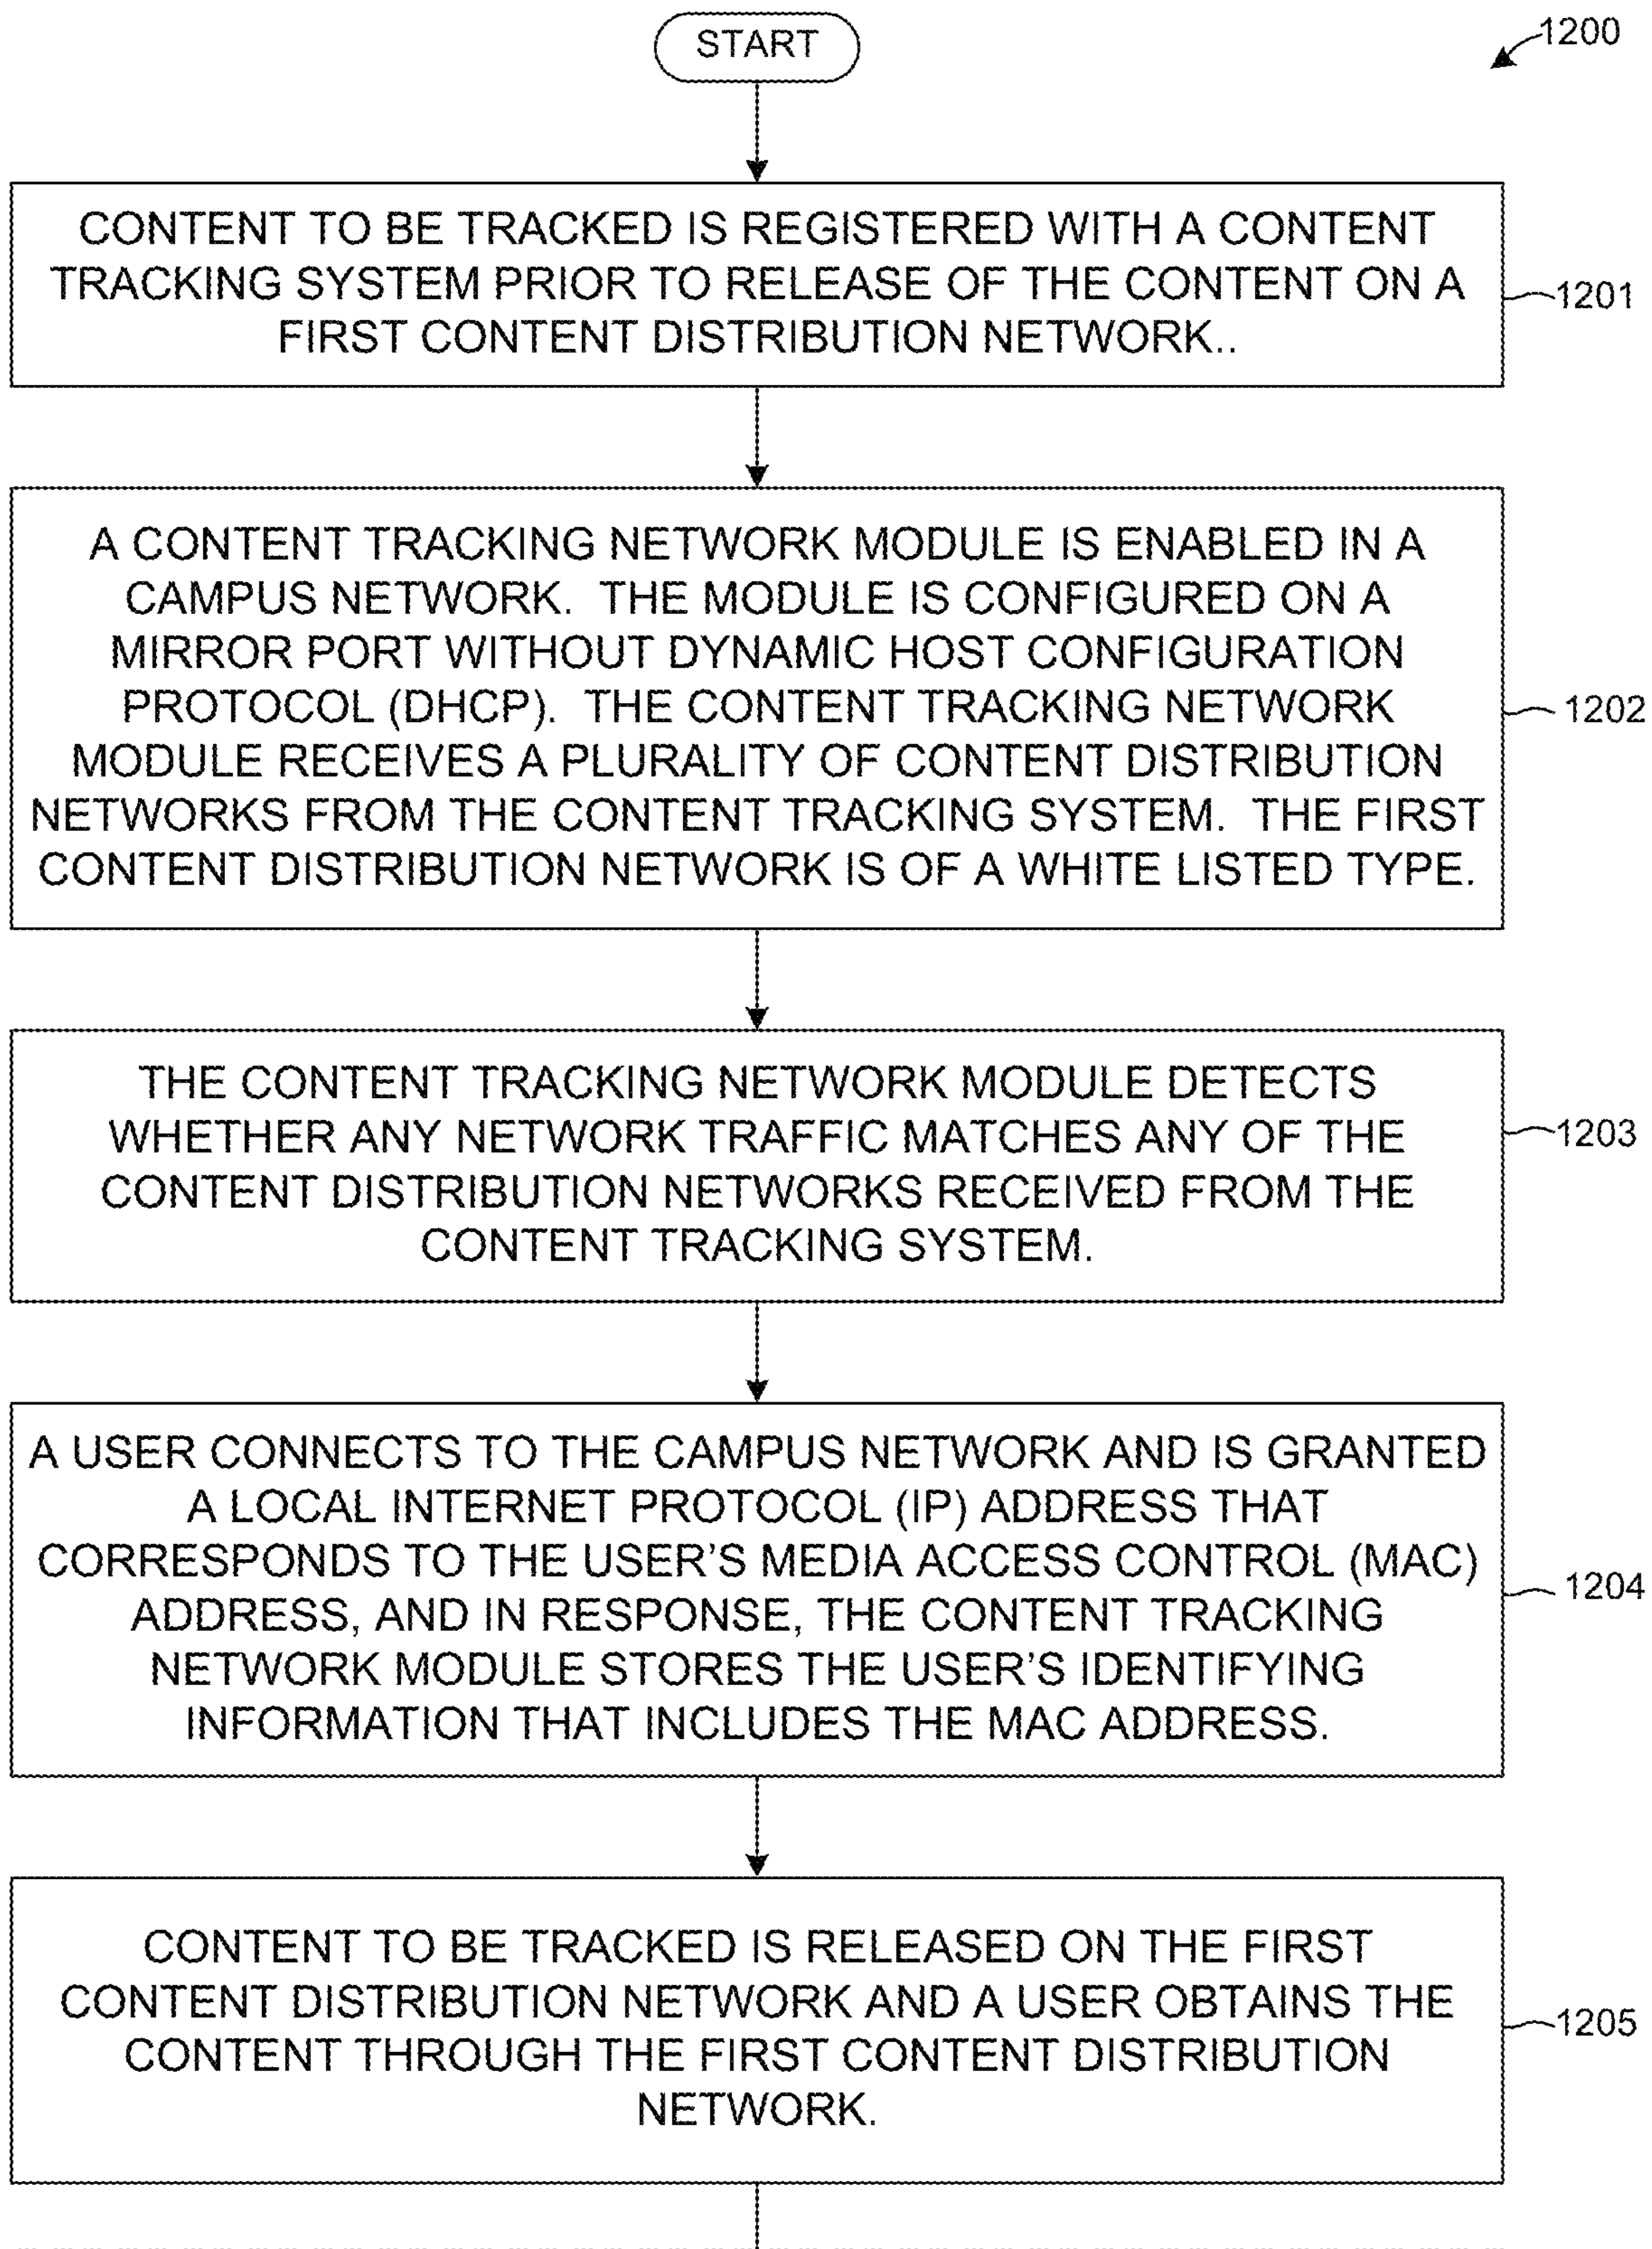 START
1200
CONTENT TO BE TRACKED IS REGISTERED WITH A CONTENT
TRACKING SYSTEM PRIOR TO RELEASE OF THE CONTENT ON A
FIRST CONTENT DISTRIBUTION NETWORK..
1201
A CONTENT TRACKING NETWORK MODULE IS ENABLED IN A
CAMPUS NETWORK. THE MODULE IS CONFIGURED ON A
MIRROR PORT WITHOUT DYNAMIC HOST CONFIGURATION
PROTOCOL (DHCP). THE CONTENT TRACKING NETWORK
MODULE RECEIVES A PLURALITY OF CONTENT DISTRIBUTION
NETWORKS FROM THE CONTENT TRACKING SYSTEM. THE FIRST
CONTENT DISTRIBUTION NETWORK IS OF A WHITE LISTED TYPE.
1202
THE CONTENT TRACKING NETWORK MODULE DETECTS
WHETHER ANY NETWORK TRAFFIC MATCHES ANY OF THE
CONTENT DISTRIBUTION NETWORKS RECEIVED FROM THE
CONTENT TRACKING SYSTEM.
1203
A USER CONNECTS TO THE CAMPUS NETWORK AND IS GRANTED
A LOCAL INTERNET PROTOCOL (IP) ADDRESS THAT
CORRESPONDS TO THE USER'S MEDIA ACCESS CONTROL (MAC)
ADDRESS, AND IN RESPONSE, THE CONTENT TRACKING
NETWORK MODULE STORES THE USER'S IDENTIFYING
INFORMATION THAT INCLUDES THE MAC ADDRESS.
1204
CONTENT TO BE TRACKED IS RELEASED ON THE FIRST
CONTENT DISTRIBUTION NETWORK AND A USER OBTAINS THE
CONTENT THROUGH THE FIRST CONTENT DISTRIBUTION
NETWORK.
1205